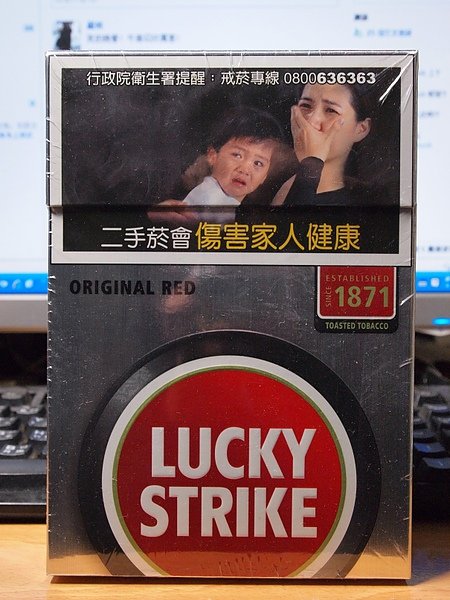 行政院衛生署提醒：戒菸專線 0800636363
二手菸會傷害家人健康
ORIGINAL RED
ESTABLISHED
SINCE 1871
TOASTED TOBACCO
LUCKY
STRIKE